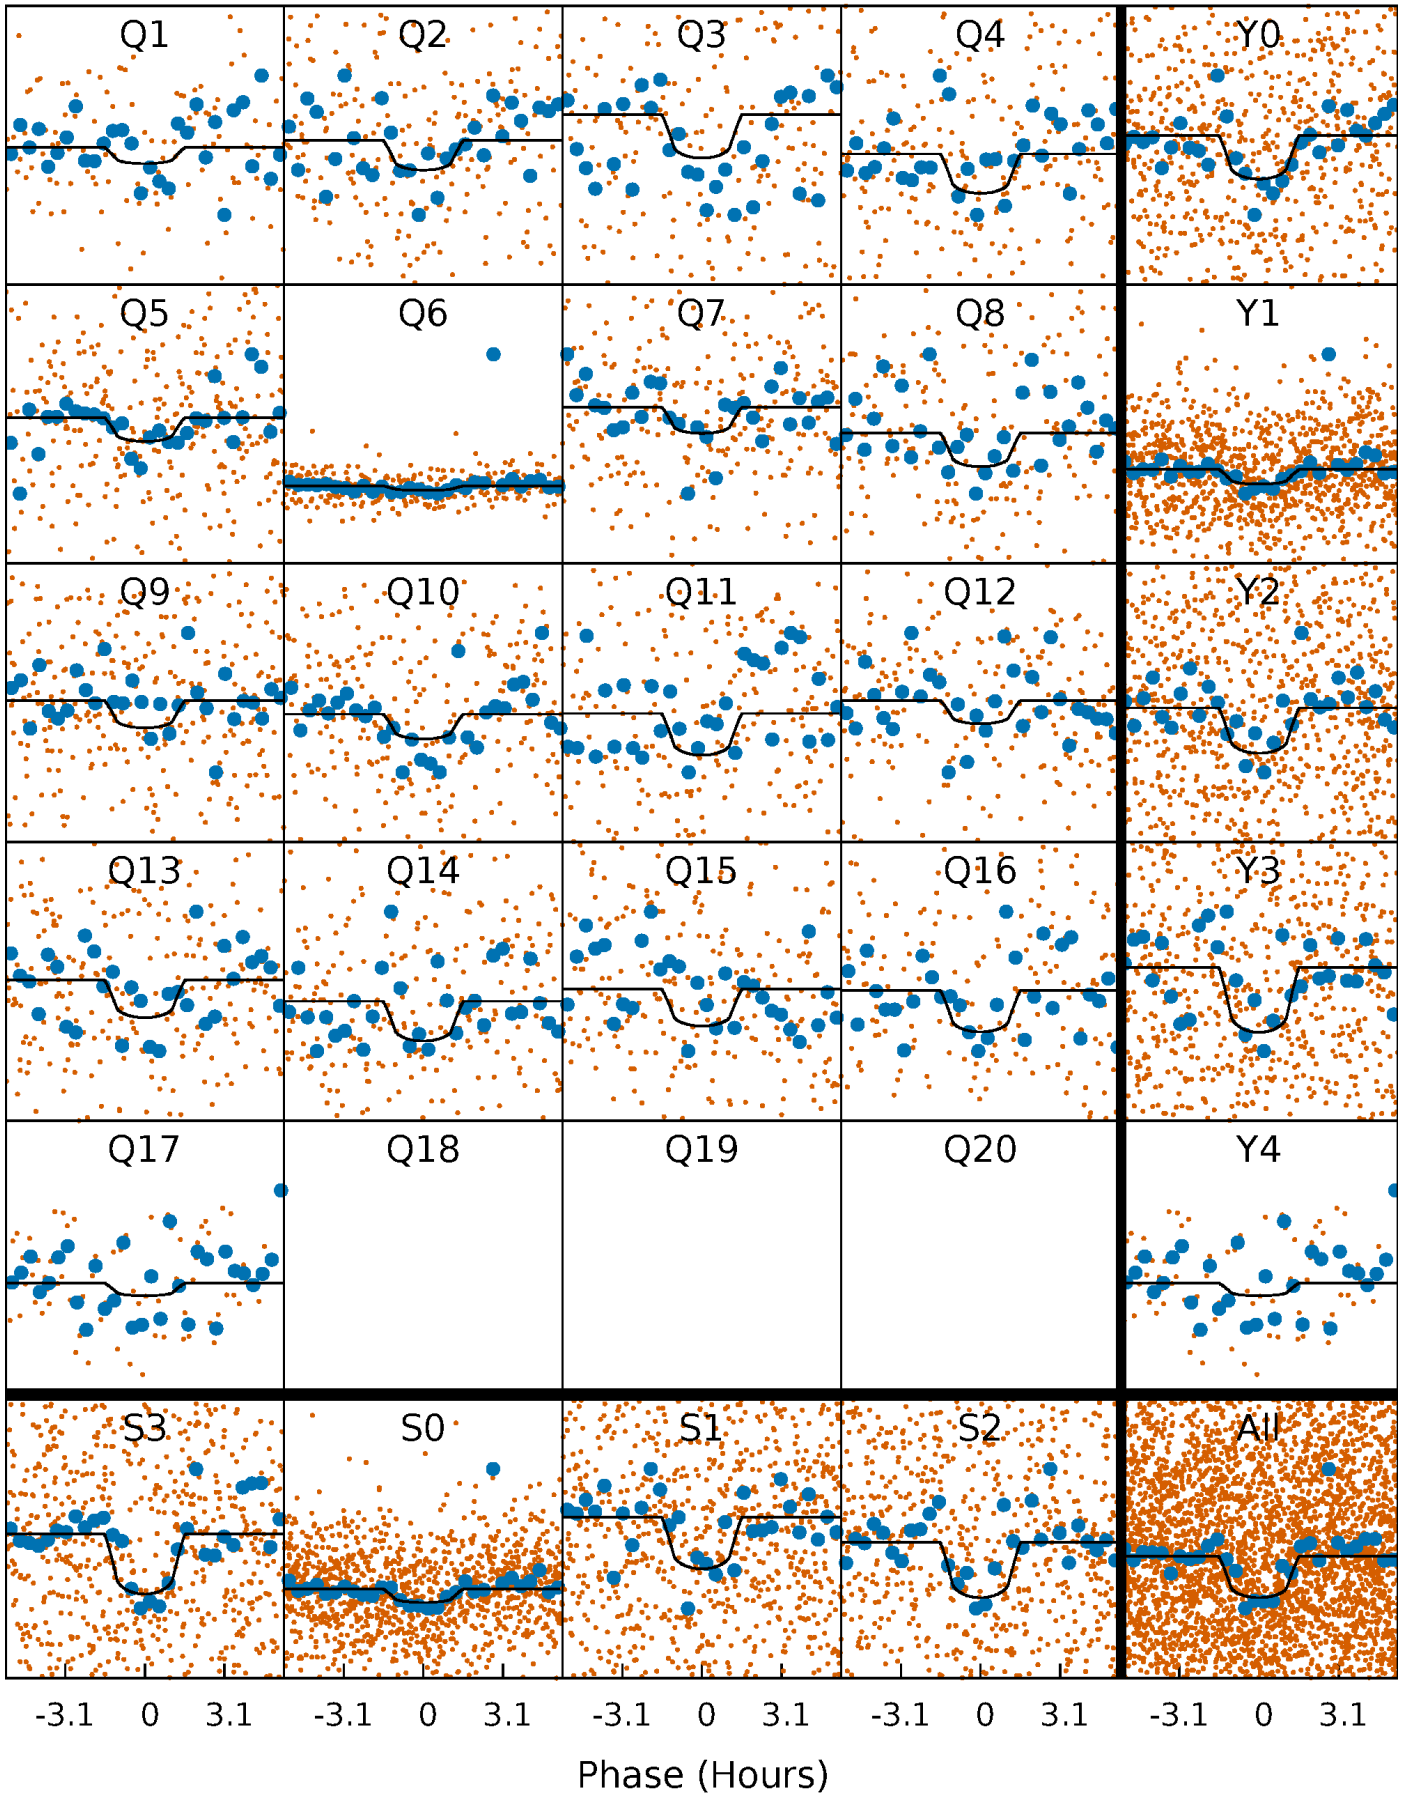 Q1 Q2 Q3 Q4 Y0
Q5 Q6 Q7 Q8 Y1
Q9 Q10 Q11 Q12 Y2
Q13 Q14 Q15 Q16 Y3
Q17 Q18 Q19 Q20 Y4
S3 S0 S1 S2 All
-3.1 0 3.1 -3.1 0 3.1 -3.1 0 3.1 -3.1 0 3.1 -3.1 0 3.1
Phase (Hours)